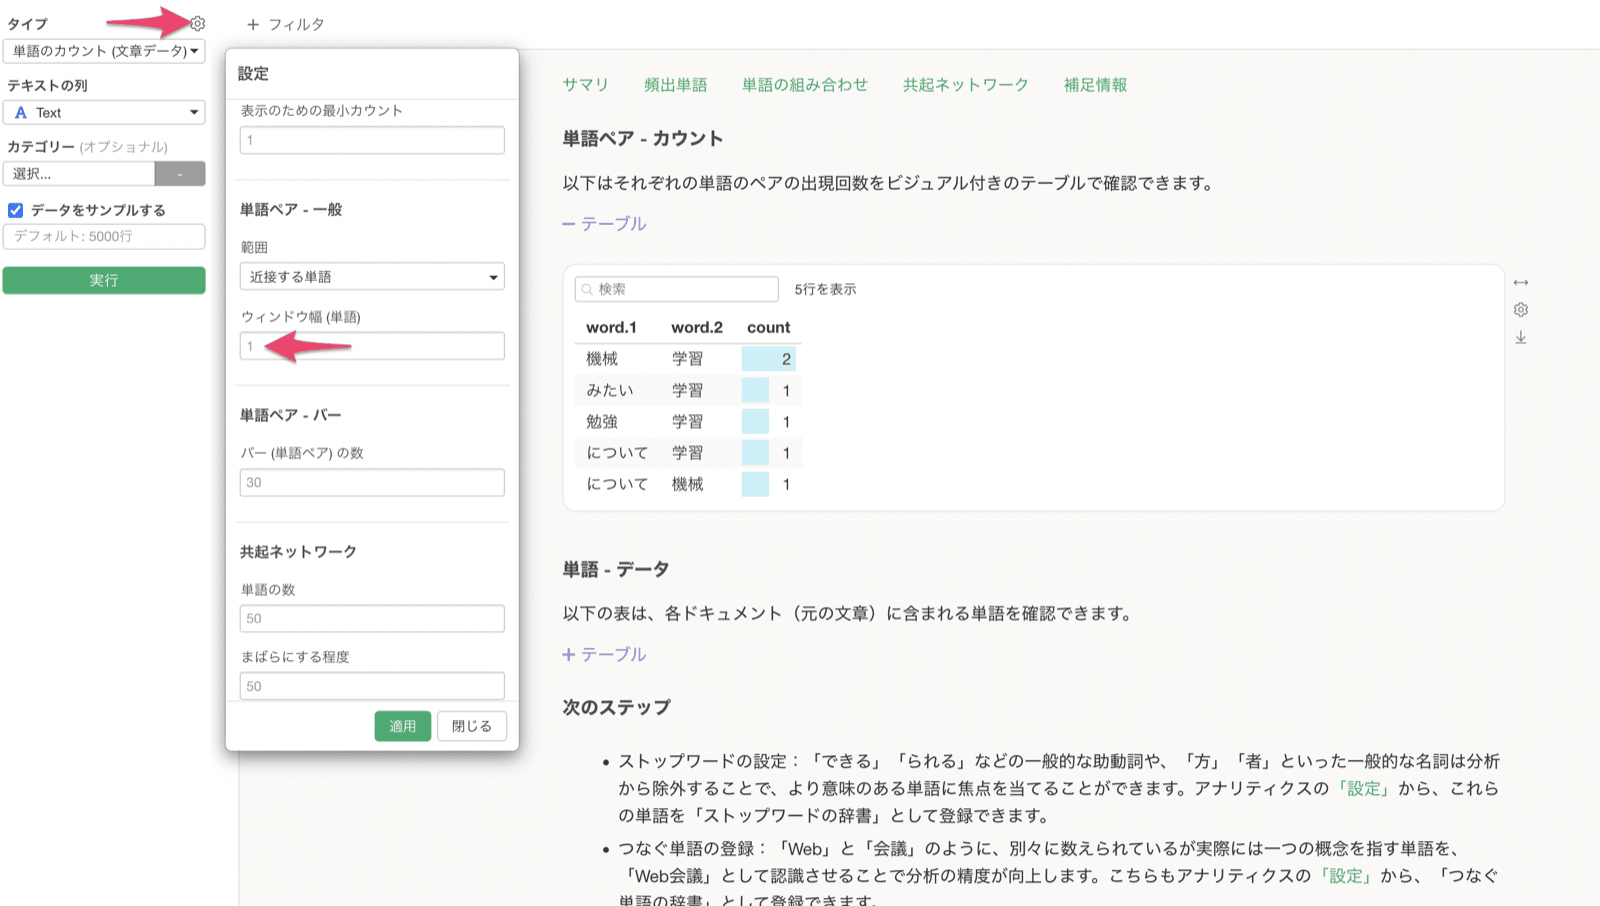 タイプ
単語のカウント (文章データ)
テキストの列
A Text
カテゴリー (オプショナル)
選択...
-
データをサンプルする
デフォルト: 5000行
実行
+ フィルタ
設定
表示のための最小カウント
1
単語ペア - 一般
範囲
近接する単語
ウィンドウ幅 (単語)
1
単語ペア - バー
バー (単語ペア) の数
30
共起ネットワーク
単語の数
50
まばらにする程度
50
適用
閉じる
サマリ 頻出単語 単語の組み合わせ 共起ネットワーク 補足情報
単語ペア - カウント
以下はそれぞれの単語のペアの出現回数をビジュアル付きのテーブルで確認できます。
− テーブル
検索 5行を表示
word.1 word.2 count
機械 学習 2
みたい 学習 1
勉強 学習 1
について 学習 1
について 機械 1
単語 - データ
以下の表は、各ドキュメント（元の文章）に含まれる単語を確認できます。
+ テーブル
次のステップ
• ストップワードの設定：「できる」「られる」などの一般的な助動詞や、「方」「者」といった一般的な名詞は分析
から除外することで、より意味のある単語に焦点を当てることができます。アナリティクスの「設定」から、これら
の単語を「ストップワードの辞書」として登録できます。
• つなぐ単語の登録：「Web」と「会議」のように、別々に数えられているが実際には一つの概念を指す単語を、
「Web会議」として認識させることで分析の精度が向上します。こちらもアナリティクスの「設定」から、「つなぐ
単語の辞書」として登録できます。